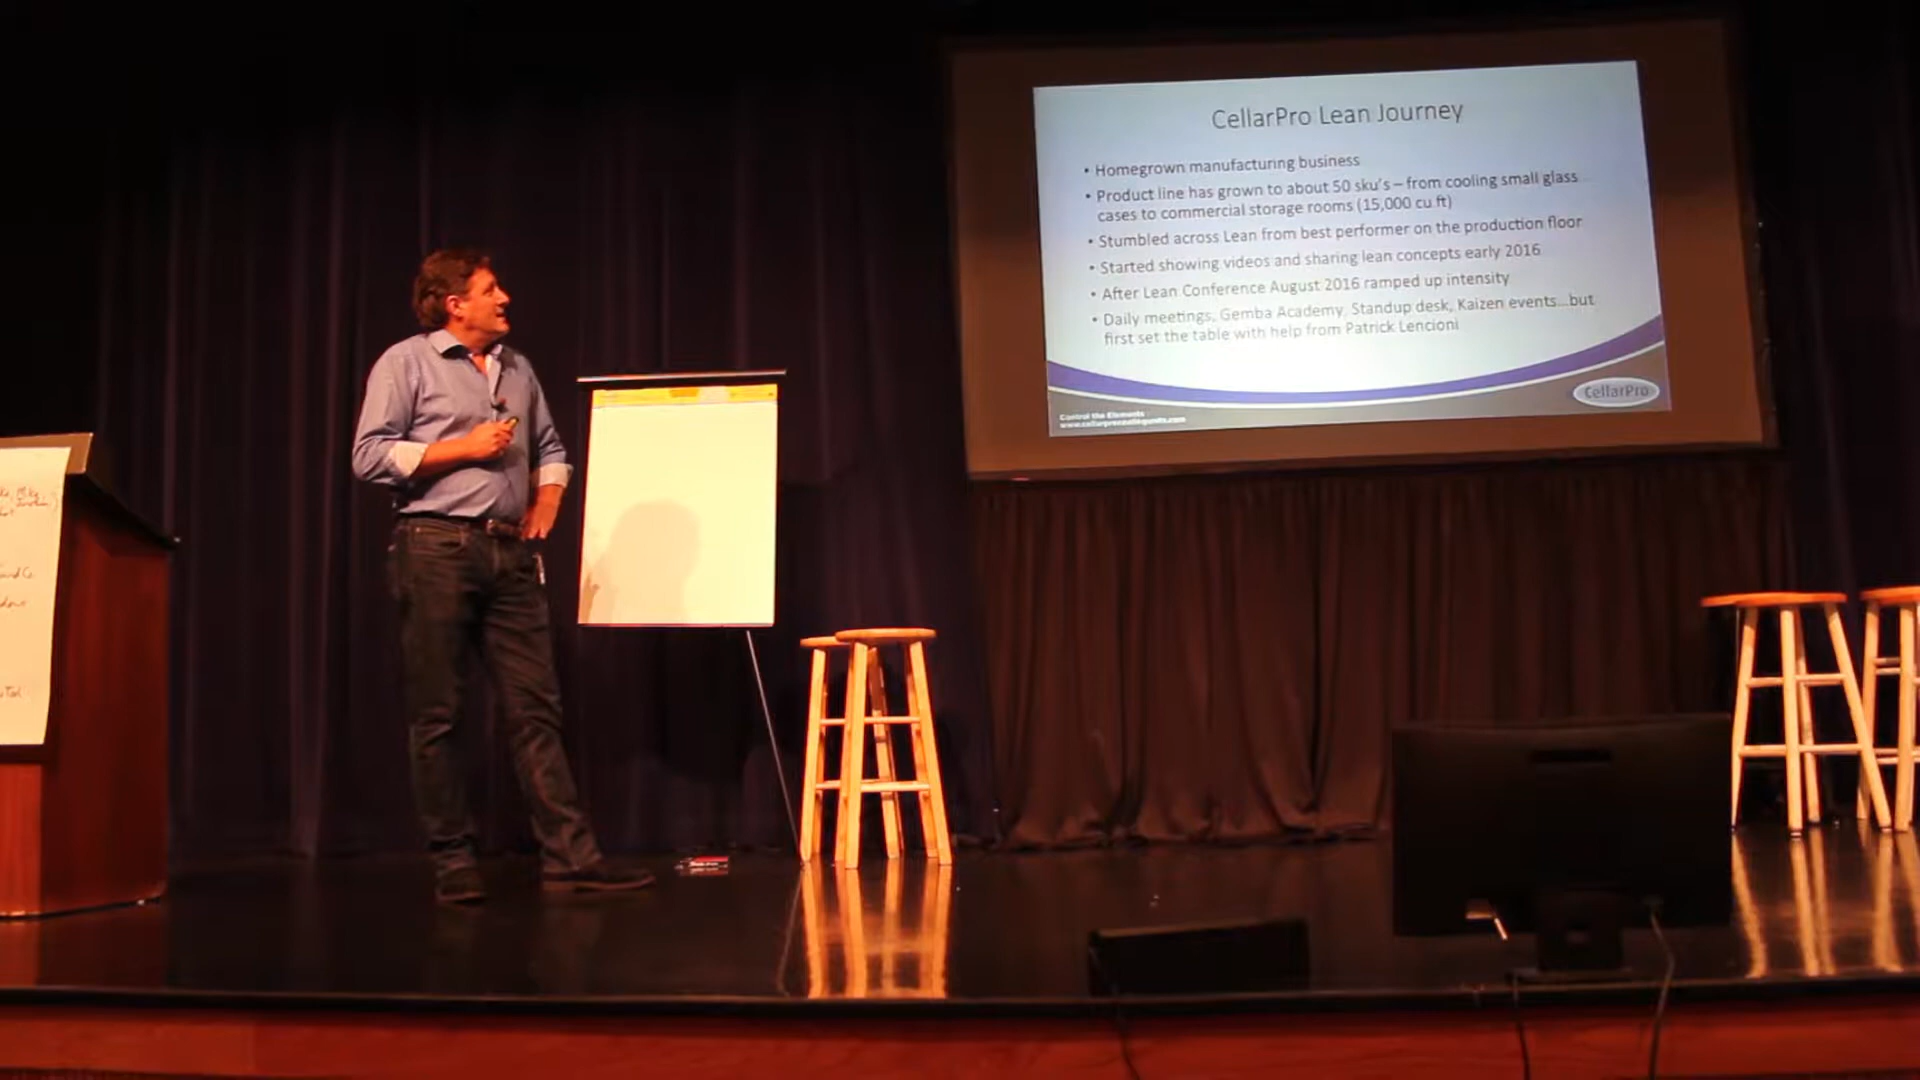 CellarPro Lean Journey
• Homegrown manufacturing business
• Product line has grown to about 50 sku's – from cooling small glass
cases to commercial storage rooms (15,000 cu ft)
• Stumbled across Lean from best performer on the production floor
• Started showing videos and sharing lean concepts early 2016
• After Lean Conference August 2016 ramped up intensity
• Daily meetings, Gemba Academy, Standup desk, Kaizen events...but
first set the table with help from Patrick Lencioni
CellarPro
Control the Elements
www.cellarprocoolingunits.com